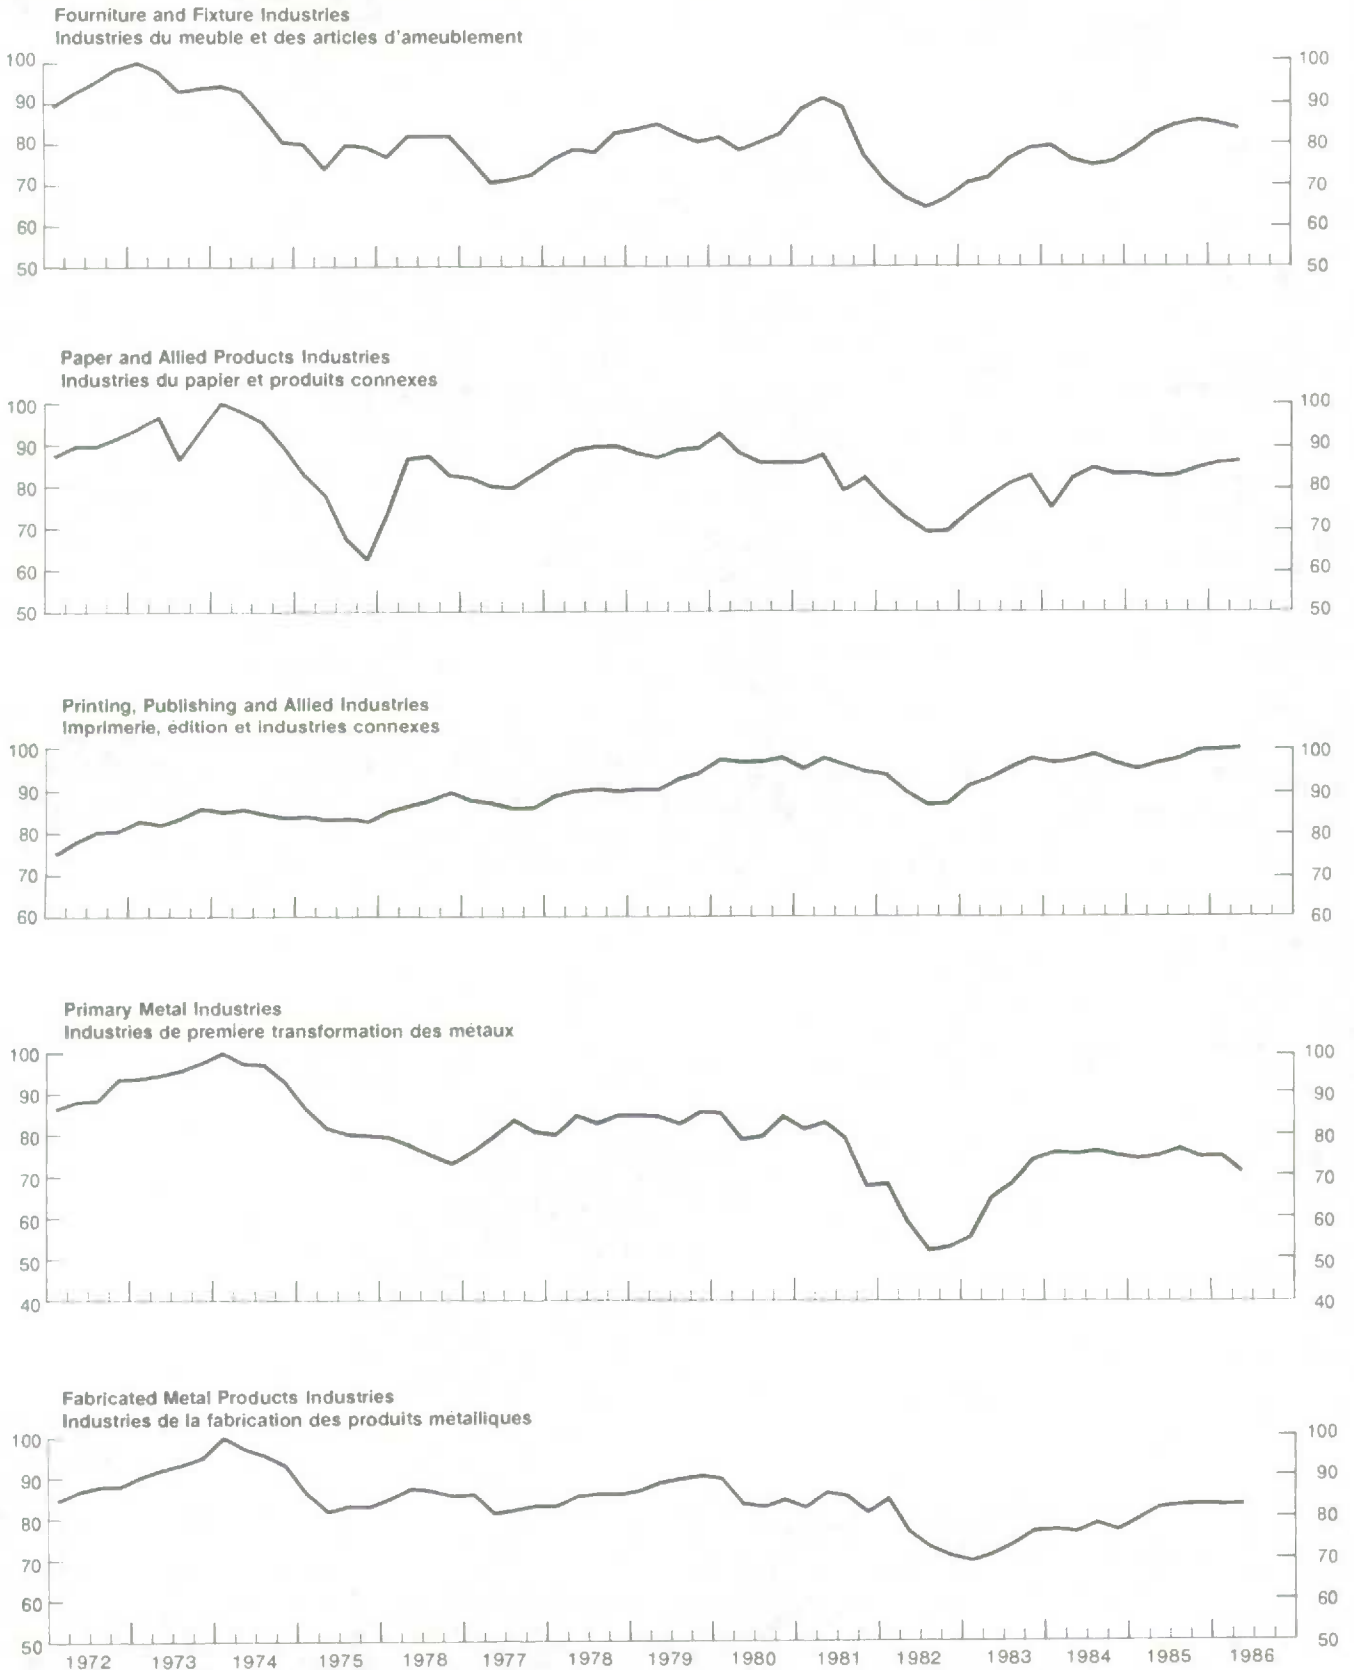 Fourniture and Fixture Industries
Industries du meuble et des articles d'ameublement
100 100
90 90
80 80
70 70
60 60
50 50
Paper and Allied Products Industries
Industries du papier et produits connexes
100 100
90 90
80 80
70 70
60 60
50 50
Printing, Publishing and Allied Industries
Imprimerie, édition et industries connexes
100 100
90 90
80 80
70 70
60 60
Primary Metal Industries
Industries de premiere transformation des métaux
100 100
90 90
80 80
70 70
60 60
50 50
40 40
Fabricated Metal Products Industries
Industries de la fabrication des produits métalliques
100 100
90 90
80 80
70 70
60 60
50 50
1972 1973 1974 1975 1978 1977 1978 1979 1980 1981 1982 1983 1984 1985 1986